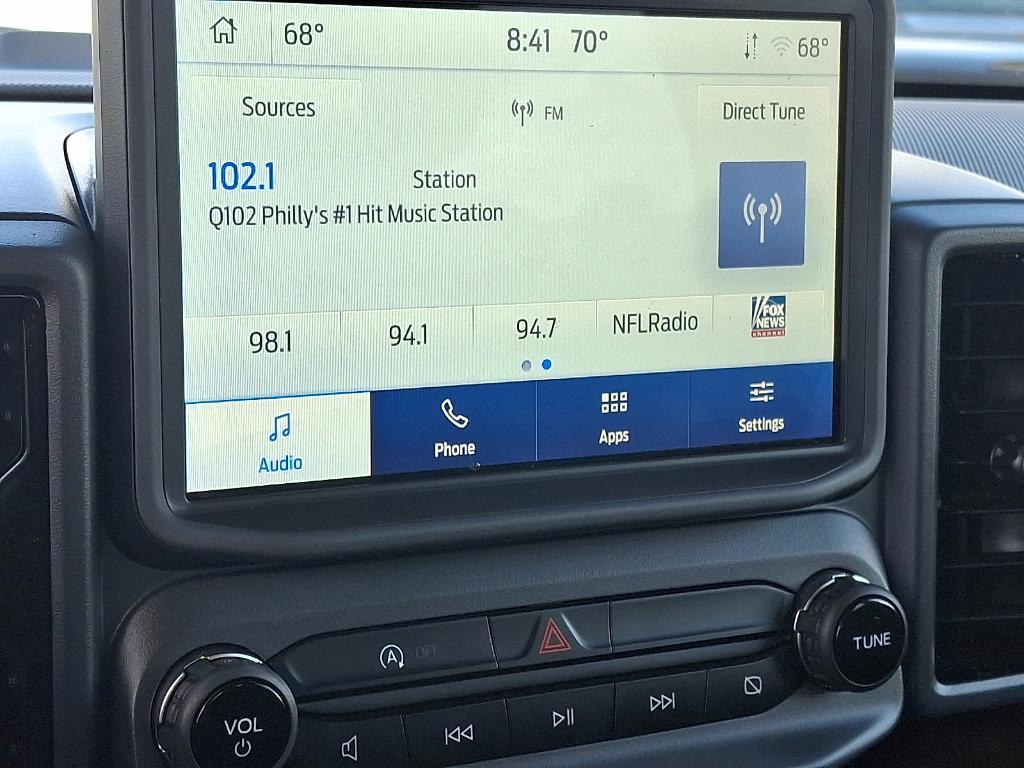 68° 8:41 70° 68°
Sources FM Direct Tune
102.1 Station
Q102 Philly's #1 Hit Music Station
98.1 94.1 94.7 NFLRadio FOX NEWS channel
Audio Phone Apps Settings
A OFF
TUNE
VOL